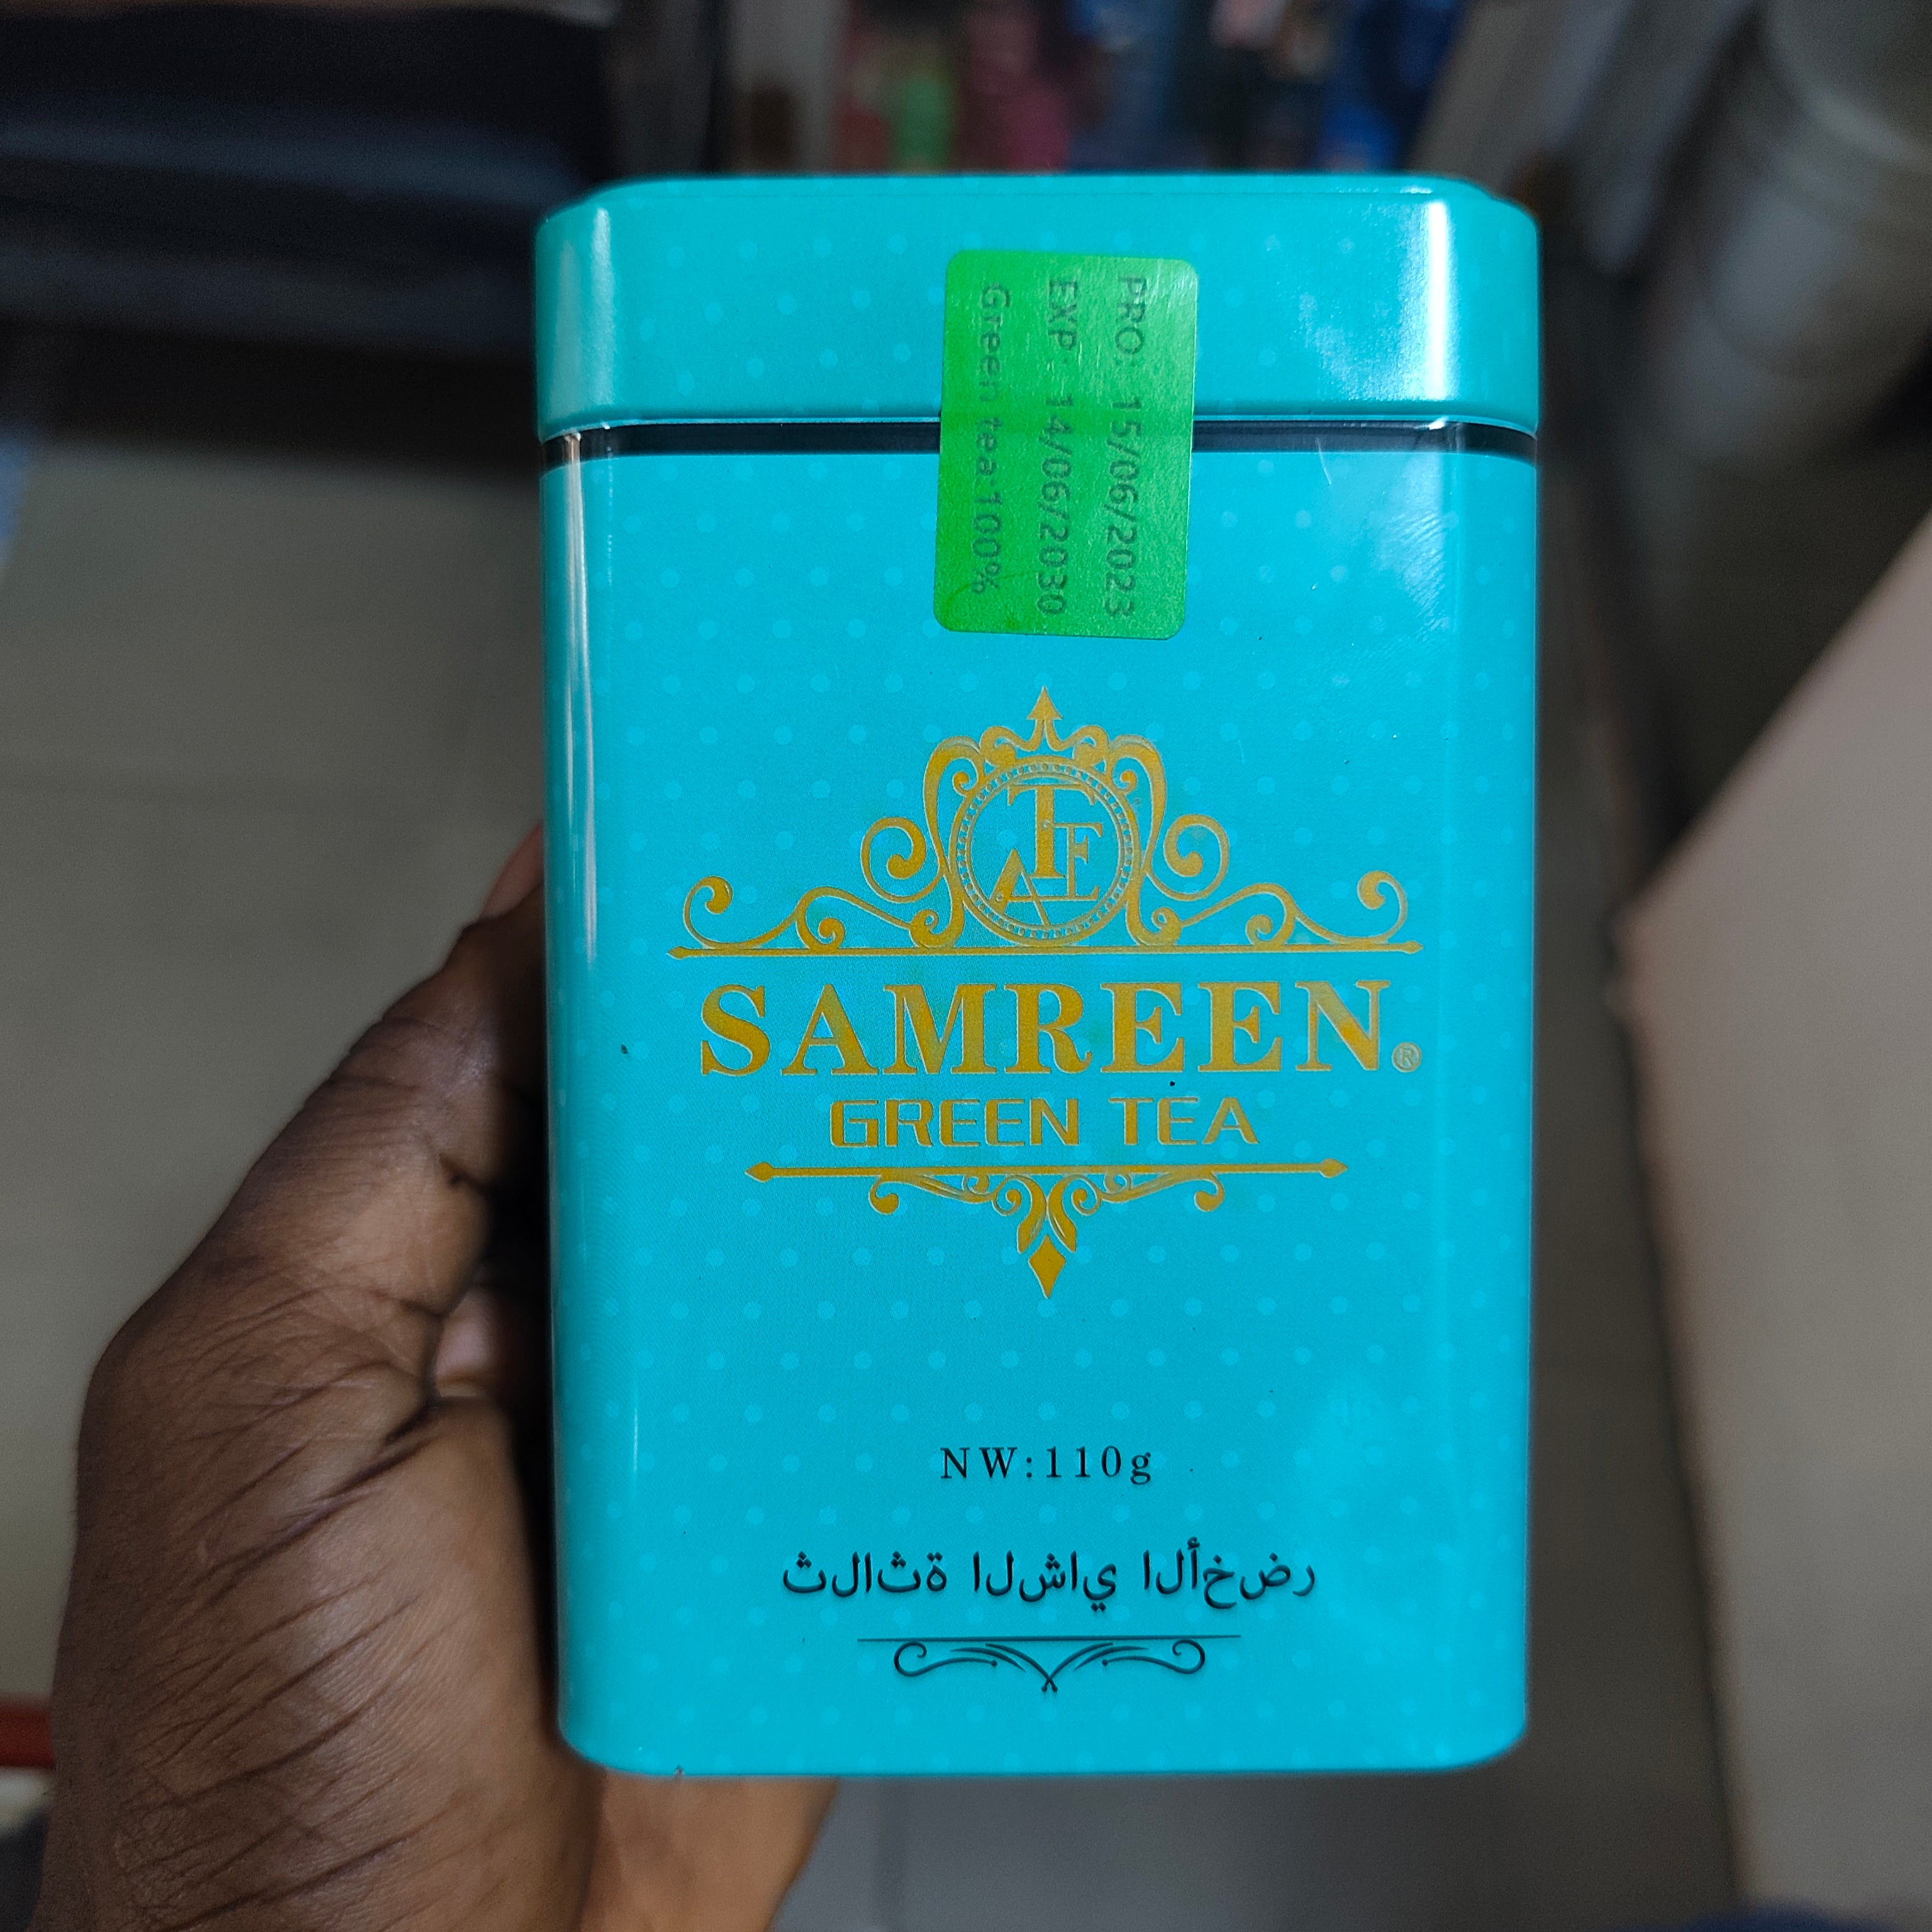 PRO: 15/06/2023
EXP: 14/06/2030
Green tea:100%
TEA
SAMREEN®
GREEN TEA
NW:110g
ثلاثة الشاي الأخضر